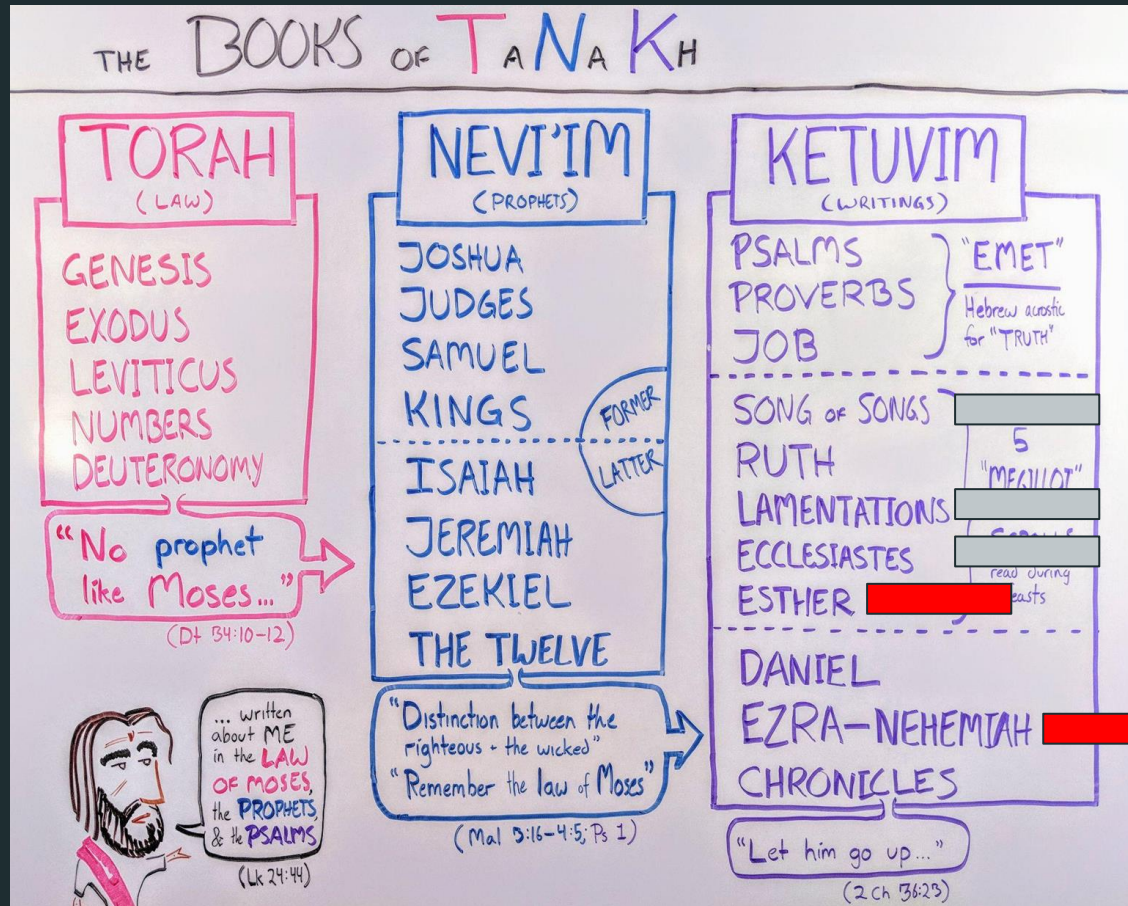 THE BOOKS OF TaNaKH
TORAH
(LAW)
GENESIS
EXODUS
LEVITICUS
NUMBERS
DEUTERONOMY
"No prophet
like Moses..."
(Dt 34:10-12)
... written
about ME
in the LAW
OF MOSES,
the PROPHETS,
& the PSALMS
(Lk 24:44)
NEVI'IM
(PROPHETS)
JOSHUA
JUDGES
SAMUEL
KINGS
FORMER
LATTER
ISAIAH
JEREMIAH
EZEKIEL
THE TWELVE
"Distinction between the
righteous + the wicked"
"Remember the law of Moses"
(Mal 3:16-4:5; Ps 1)
KETUVIM
(WRITINGS)
PSALMS
PROVERBS
JOB
"EMET"
Hebrew acrostic
for "TRUTH"
SONG OF SONGS
RUTH
LAMENTATIONS
ECCLESIASTES
ESTHER
5
"MEGILLOT"
read during
DANIEL
EZRA-NEHEMIAH
CHRONICLES
"Let him go up..."
(2 Ch 36:23)